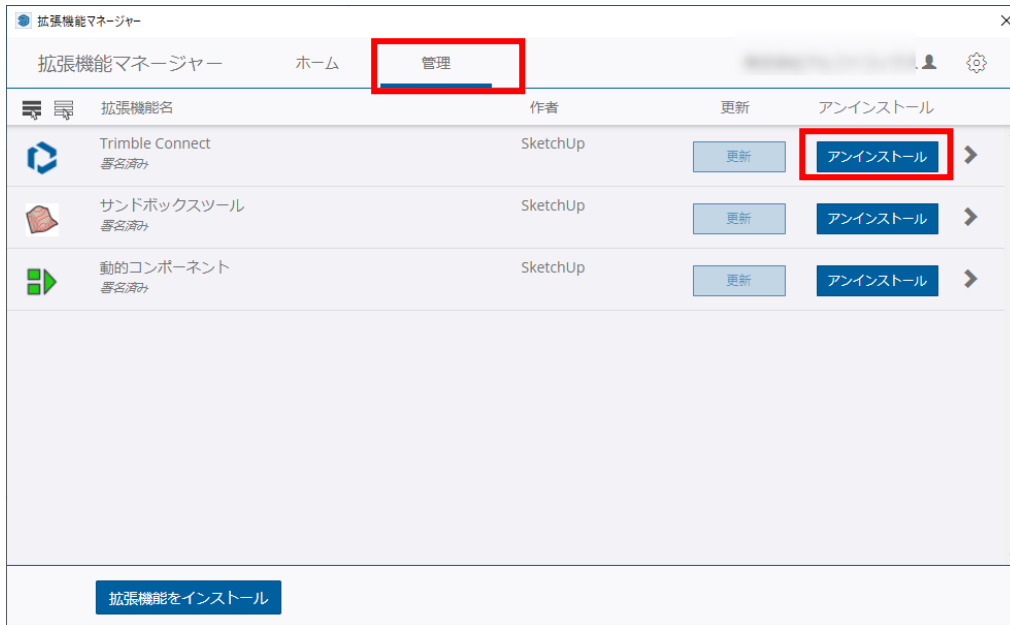 拡張機能マネージャー
拡張機能マネージャー ホーム 管理
拡張機能名 作者 更新 アンインストール
Trimble Connect SketchUp 更新 アンインストール
署名済み
サンドボックスツール SketchUp 更新 アンインストール
署名済み
動的コンポーネント SketchUp 更新 アンインストール
署名済み
拡張機能をインストール